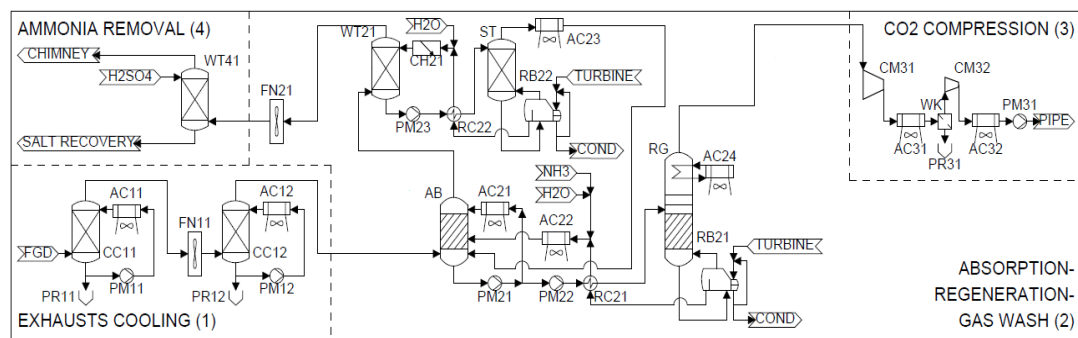 AMMONIA REMOVAL (4)
CHIMNEY
WT41
H2SO4
FN21
SALT RECOVERY
WT21
H2O
ST
AC23
CH21
RB22
TURBINE
PM23
RC22
COND
CO2 COMPRESSION (3)
CM31
CM32
WK
PM31
PIPE
AC31
AC32
PR31
RG
AC24
NH3
H2O
AB
AC21
AC22
RB21
TURBINE
PM21
PM22
RC21
COND
AC11
AC12
FN11
FGD
CC11
CC12
PM11
PM12
PR11
PR12
EXHAUSTS COOLING (1)
ABSORPTION-
REGENERATION-
GAS WASH (2)